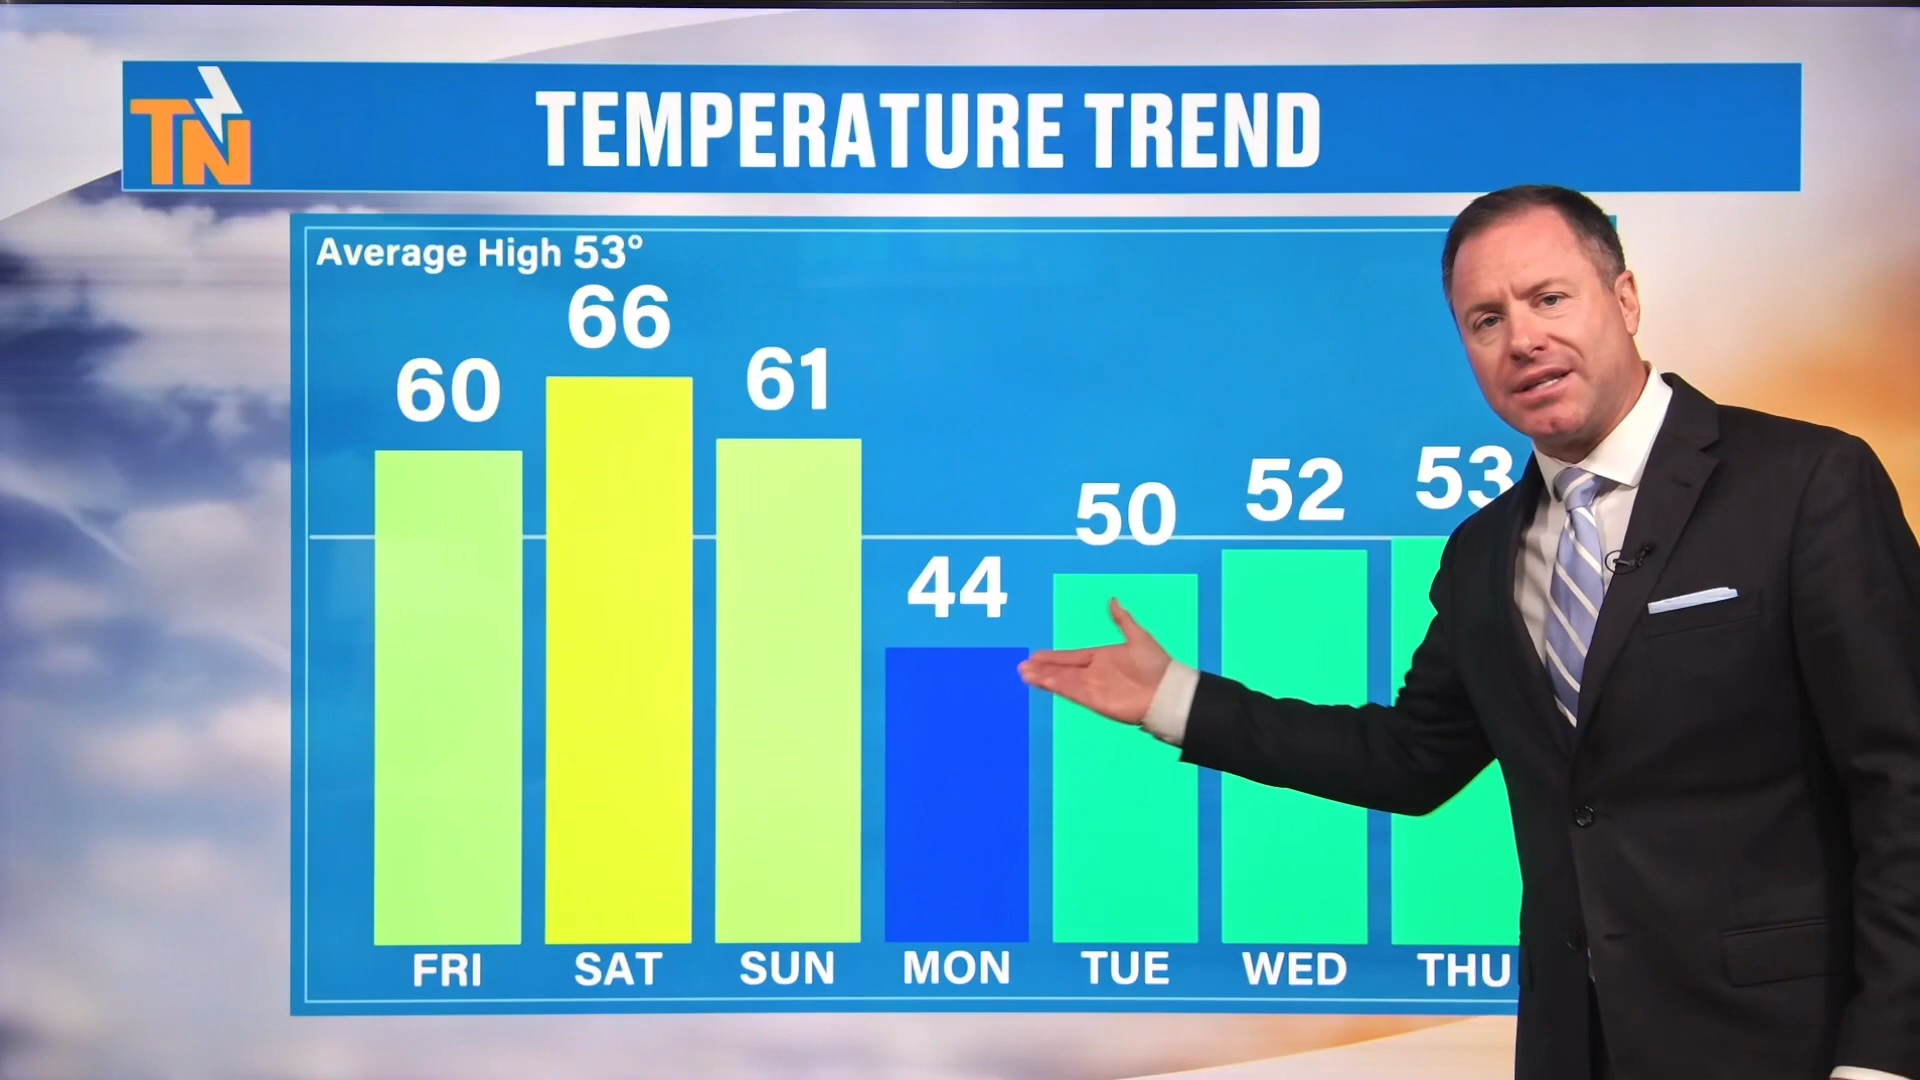 TN
TEMPERATURE TREND
Average High 53°
60 66 61 44 50 52 53
FRI SAT SUN MON TUE WED THU